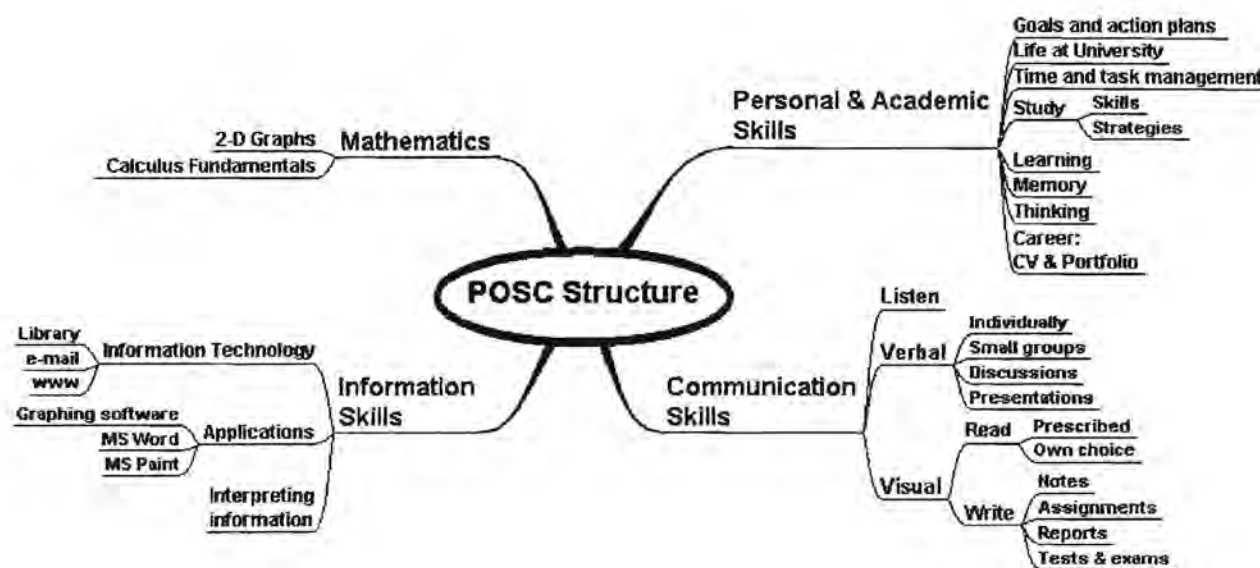 POSC Structure
Mathematics
2-D Graphs
Calculus Fundamentals
Personal & Academic
Skills
Goals and action plans
Life at University
Time and task management
Study
Skills
Strategies
Learning
Memory
Thinking
Career:
CV & Portfolio
Information
Skills
Information Technology
Library
e-mail
www
Applications
Graphing software
MS Word
MS Paint
Interpreting
information
Communication
Skills
Listen
Verbal
Individually
Small groups
Discussions
Presentations
Visual
Read
Prescribed
Own choice
Write
Notes
Assignments
Reports
Tests & exams